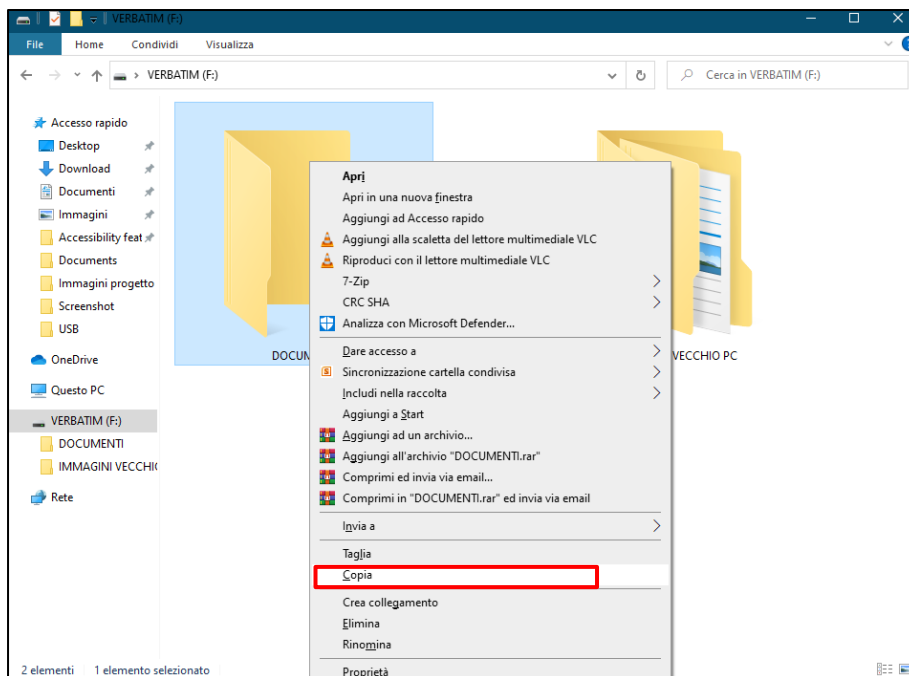 VERBATIM (F:)
File Home Condividi Visualizza
VERBATIM (F:)
Cerca in VERBATIM (F:)
Accesso rapido
Desktop
Download
Documenti
Immagini
Accessibility feat
Documents
Immagini progetto
Screenshot
USB
OneDrive
Questo PC
VERBATIM (F:)
DOCUMENTI
IMMAGINI VECCHI
Rete
DOCUM
VECCHIO PC
Apri
Apri in una nuova finestra
Aggiungi ad Accesso rapido
Aggiungi alla scaletta del lettore multimediale VLC
Riproduci con il lettore multimediale VLC
7-Zip
CRC SHA
Analizza con Microsoft Defender...
Dare accesso a
Sincronizzazione cartella condivisa
Includi nella raccolta
Aggiungi a Start
Aggiungi ad un archivio...
Aggiungi all'archivio "DOCUMENTI.rar"
Comprimi ed invia via email...
Comprimi in "DOCUMENTI.rar" ed invia via email
Invia a
Taglia
Copia
Crea collegamento
Elimina
Rinomina
Proprietà
2 elementi 1 elemento selezionato